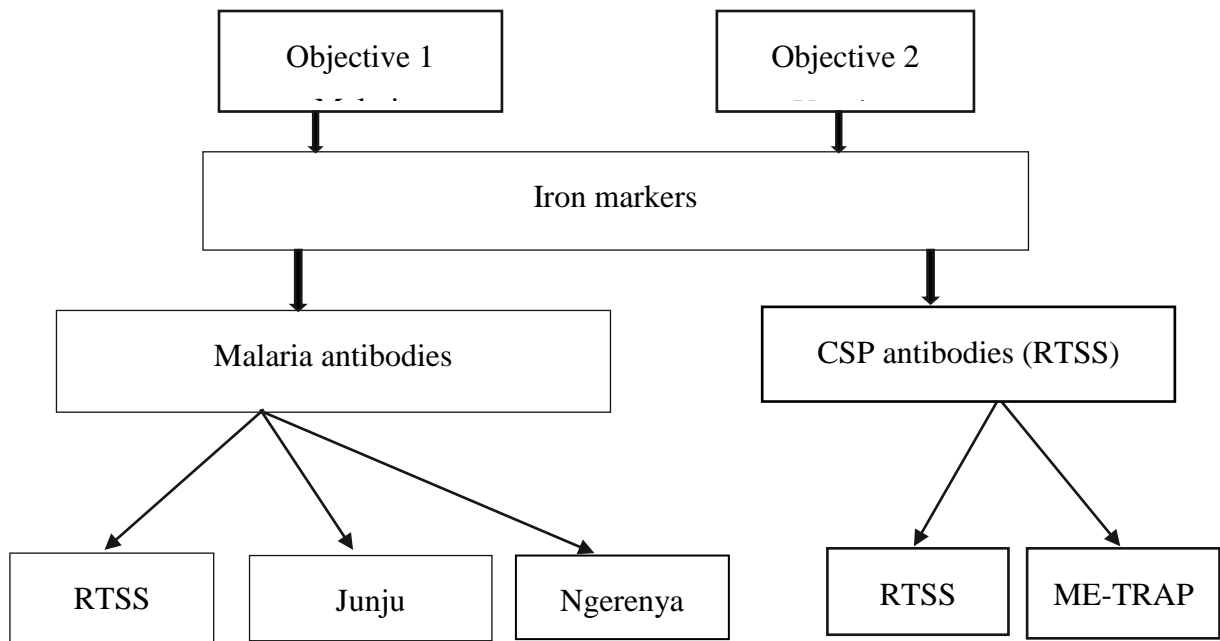 Objective 1
Objective 2
Iron markers
Malaria antibodies
CSP antibodies (RTSS)
RTSS
Junju
Ngerenya
RTSS
ME-TRAP